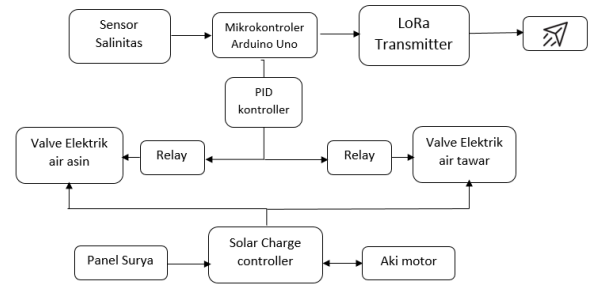 Sensor
Salinitas
Mikrokontroler
Arduino Uno
LoRa
Transmitter
PID
kontroller
Valve Elektrik
air asin
Relay
Relay
Valve Elektrik
air tawar
Panel Surya
Solar Charge
controller
Aki motor